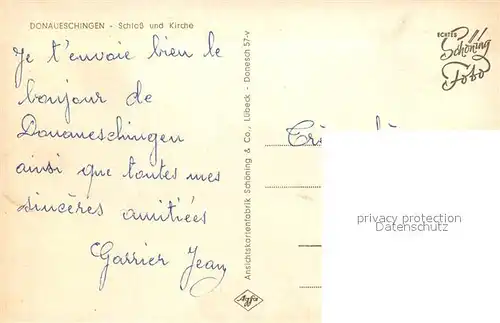 DONAUESCHINGEN - Schloß und Kirche
Je t'envoie bien le
bonjour de
Donaueschingen
ainsi que toutes mes
sincères amitiées
Garrier Jean
Ansichtskartenfabrik Schöning & Co., Lübeck - Donesch 57-v
ECHTES
Schöning
Foto
privacy protection
Datenschutz
Agfa